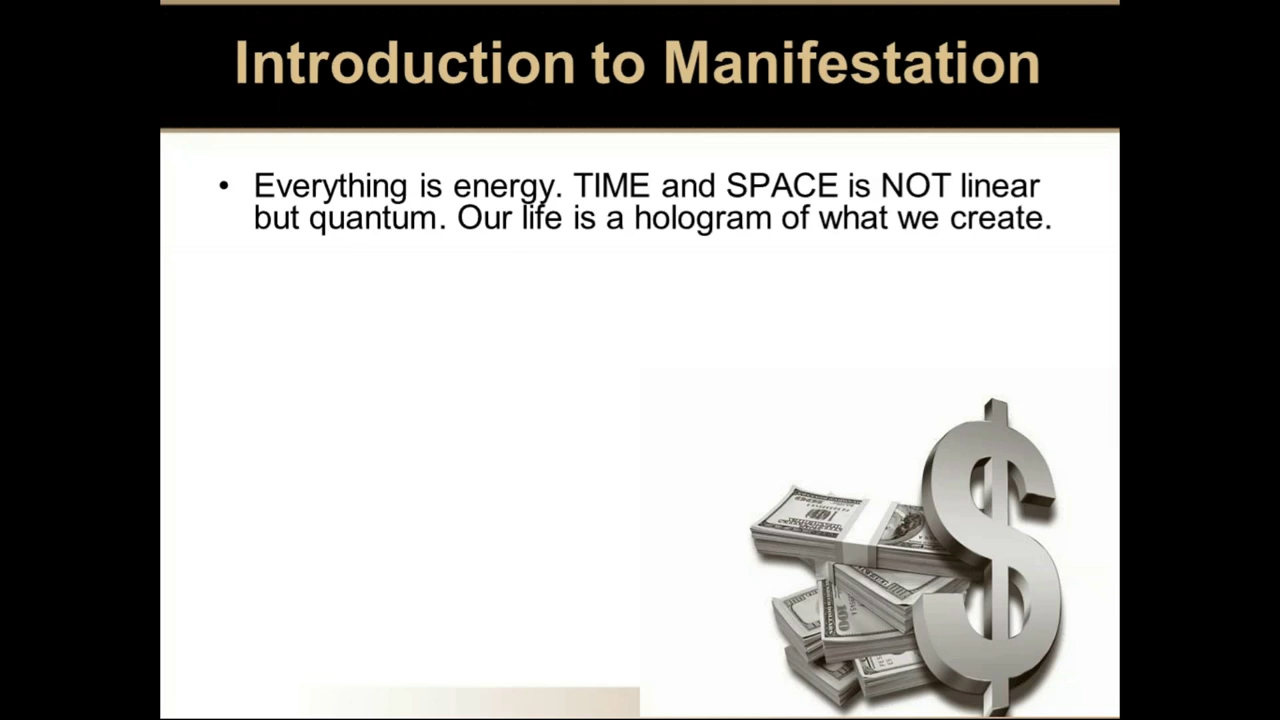 Introduction to Manifestation
• Everything is energy. TIME and SPACE is NOT linear
but quantum. Our life is a hologram of what we create.